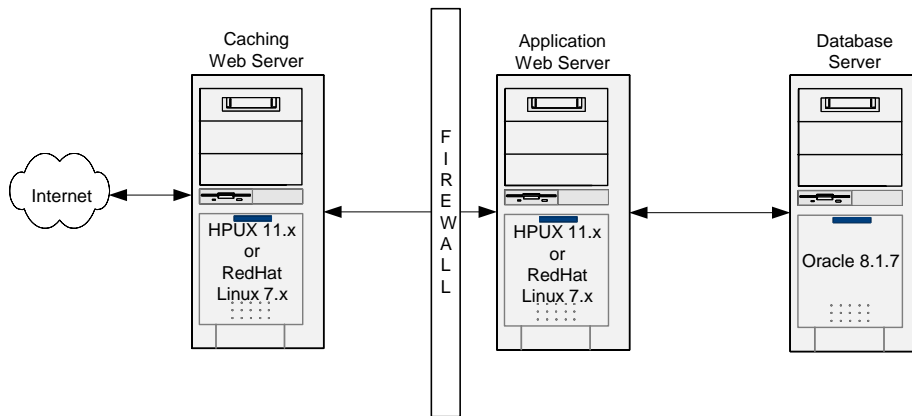 Caching
Web Server
Application
Web Server
Database
Server
FIREWALL
Internet
HPUX 11.x
or
RedHat
Linux 7.x
HPUX 11.x
or
RedHat
Linux 7.x
Oracle 8.1.7